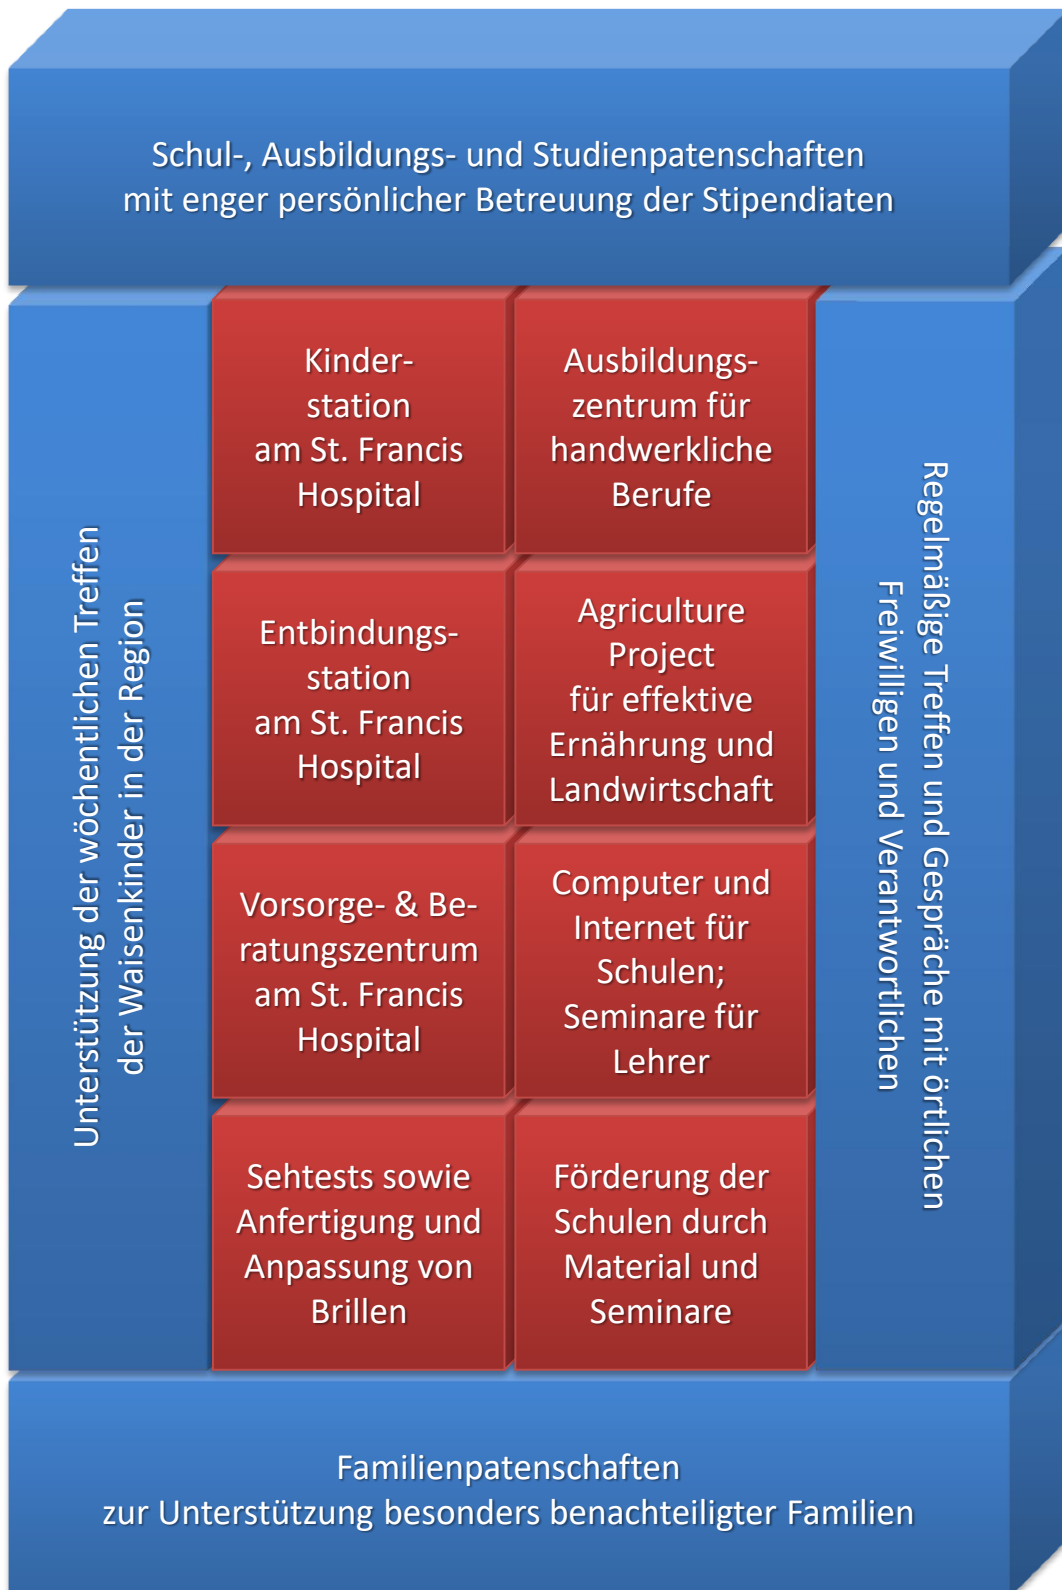 Schul-, Ausbildungs- und Studienpatenschaften
mit enger persönlicher Betreuung der Stipendiaten
Unterstützung der wöchentlichen Treffen
der Waisenkinder in der Region
Kinder-
station
am St. Francis
Hospital
Ausbildungs-
zentrum für
handwerkliche
Berufe
Entbindungs-
station
am St. Francis
Hospital
Agriculture
Project
für effektive
Ernährung und
Landwirtschaft
Vorsorge- & Be-
ratungszentrum
am St. Francis
Hospital
Computer und
Internet für
Schulen;
Seminare für
Lehrer
Sehtests sowie
Anfertigung und
Anpassung von
Brillen
Förderung der
Schulen durch
Material und
Seminare
Regelmäßige Treffen und Gespräche mit örtlichen
Freiwilligen und Verantwortlichen
Familienpatenschaften
zur Unterstützung besonders benachteiligter Familien